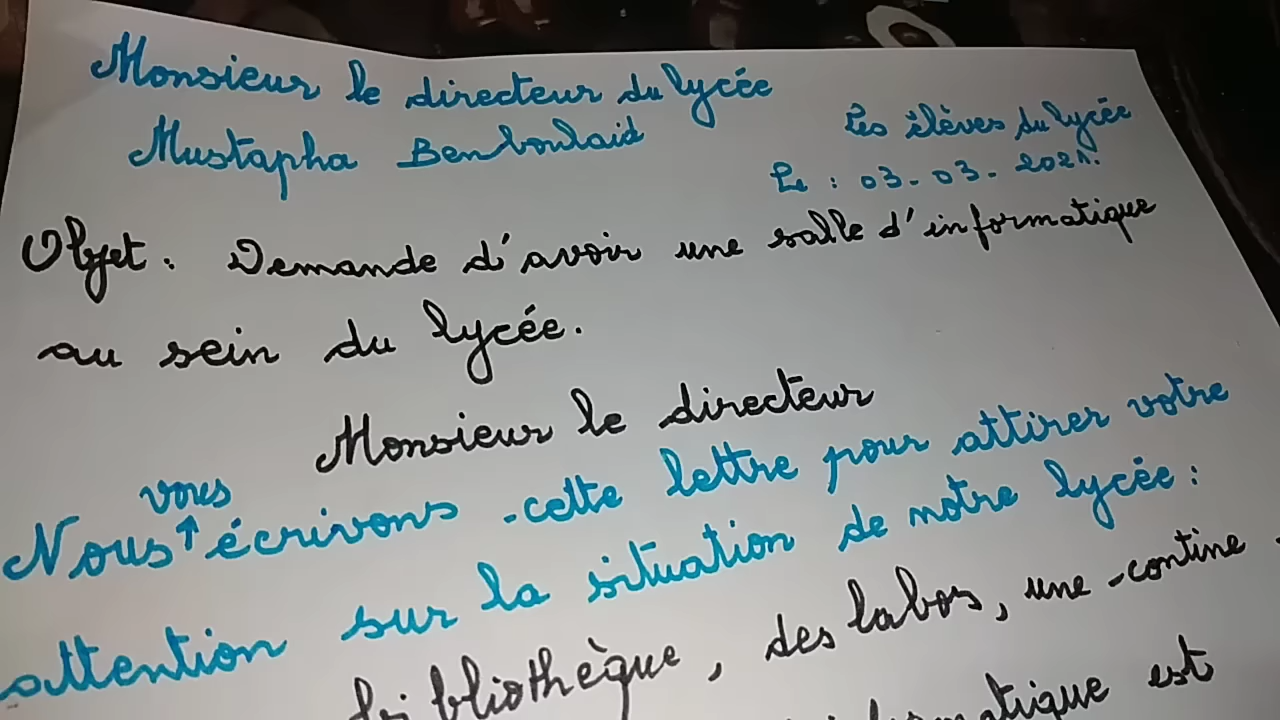 Monsieur le directeur du lycée
Mustapha Benboulaid
Les élèves du lycée
Le : 03.03.2021.
Objet : Demande d'avoir une salle d'informatique
au sein du lycée.
Monsieur le directeur
vous
Nous ↑ écrivons cette lettre pour attirer votre
attention sur la situation de notre lycée :
bibliothèque, des labos, une contine
est